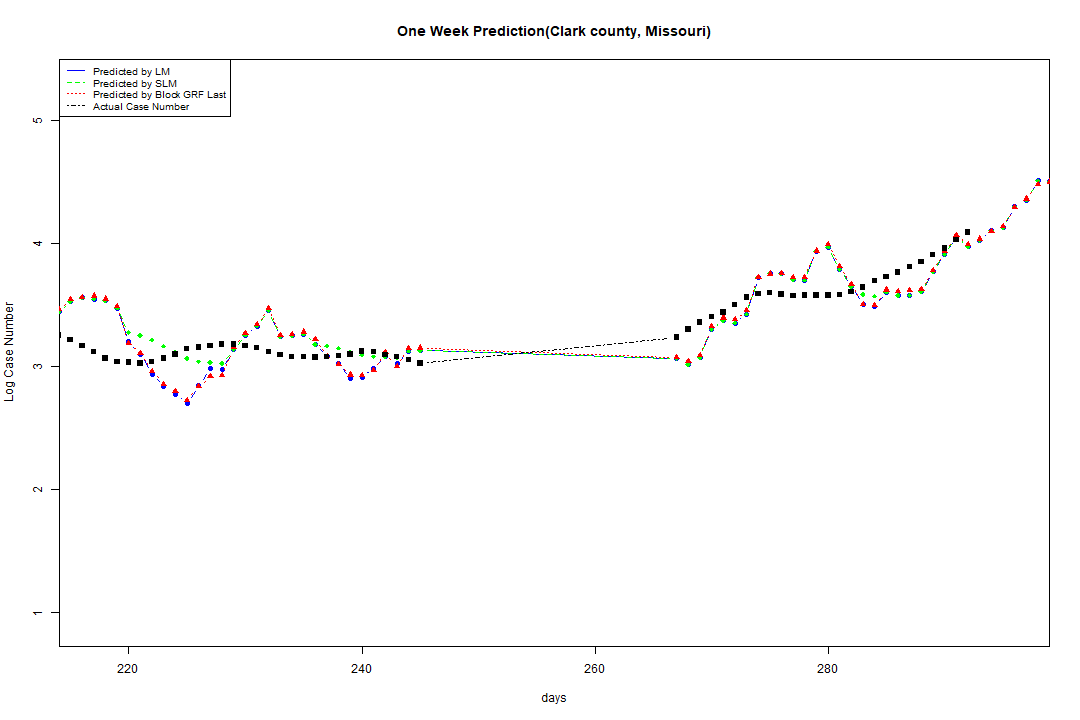 One Week Prediction(Clark county, Missouri)
Predicted by LM
Predicted by SLM
Predicted by Block GRF Last
Actual Case Number
5
4
3
2
1
Log Case Number
220 240 260 280
days